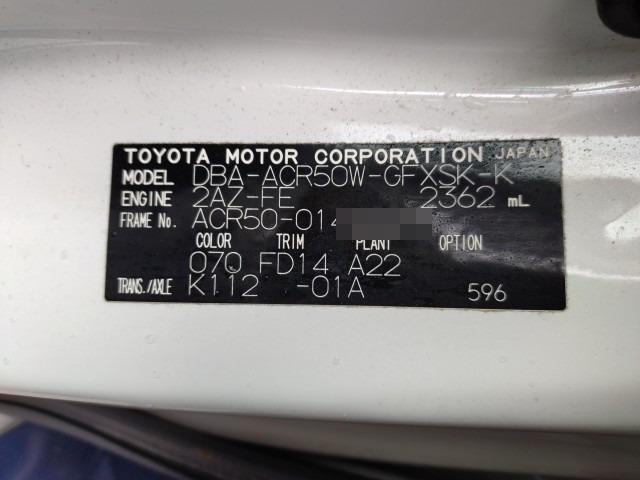 TOYOTA MOTOR CORPORATION JAPAN
MODEL DBA-ACR50W-GFXSK-K
ENGINE 2AZ-FE 2362 mL
FRAME No. ACR50-014
COLOR TRIM PLANT OPTION
070 FD14 A22
TRANS./AXLE K112 -01A 596